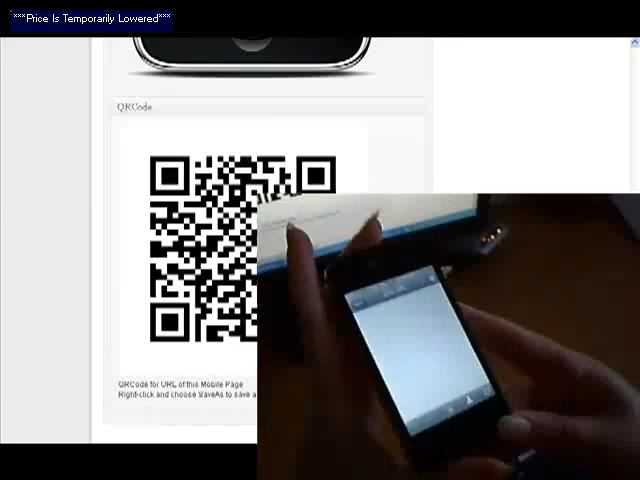 ***Price Is Temporarily Lowered***
QRCode
QRCode for URL of this Mobile Page
Right-click and choose SaveAs to save a